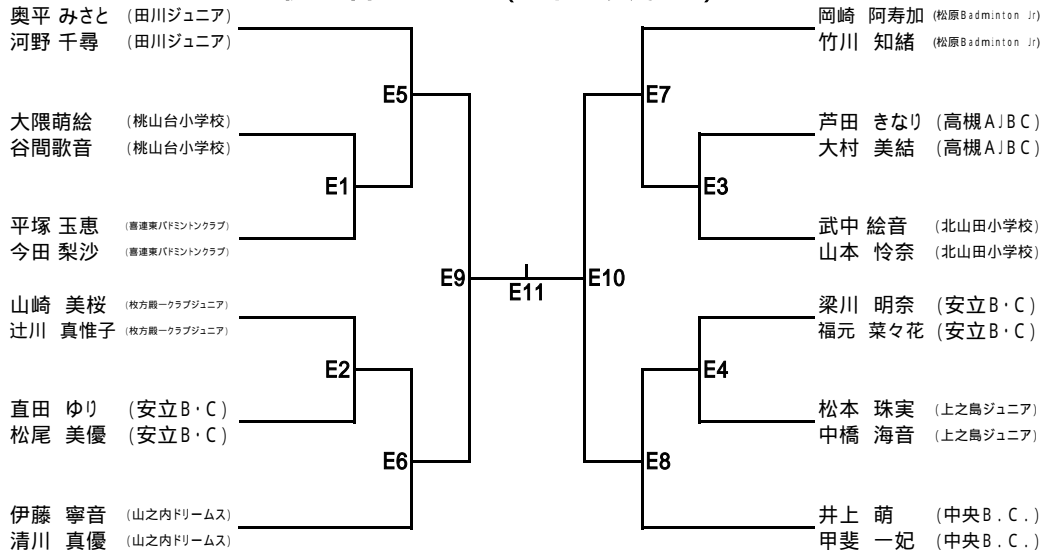 奥平 みさと (田川ジュニア)
河野 千尋 (田川ジュニア)
E5
大隈萌絵 (桃山台小学校)
谷間歌音 (桃山台小学校)
E1
平塚 玉恵 (喜連東バドミントンクラブ)
今田 梨沙 (喜連東バドミントンクラブ)
E9
山崎 美桜 (枚方殿一クラブジュニア)
辻川 真惟子 (枚方殿一クラブジュニア)
E2
直田 ゆり (安立B・C)
松尾 美優 (安立B・C)
E6
伊藤 寧音 (山之内ドリームス)
清川 真優 (山之内ドリームス)
E11
岡崎 阿寿加 (松原Badminton Jr)
竹川 知緒 (松原Badminton Jr)
E7
芦田 きなり (高槻AJBC)
大村 美結 (高槻AJBC)
E3
武中 絵音 (北山田小学校)
山本 怜奈 (北山田小学校)
E10
梁川 明奈 (安立B・C)
福元 菜々花 (安立B・C)
E4
松本 珠実 (上之島ジュニア)
中橋 海音 (上之島ジュニア)
E8
井上 萌 (中央B.C.)
甲斐 一妃 (中央B.C.)